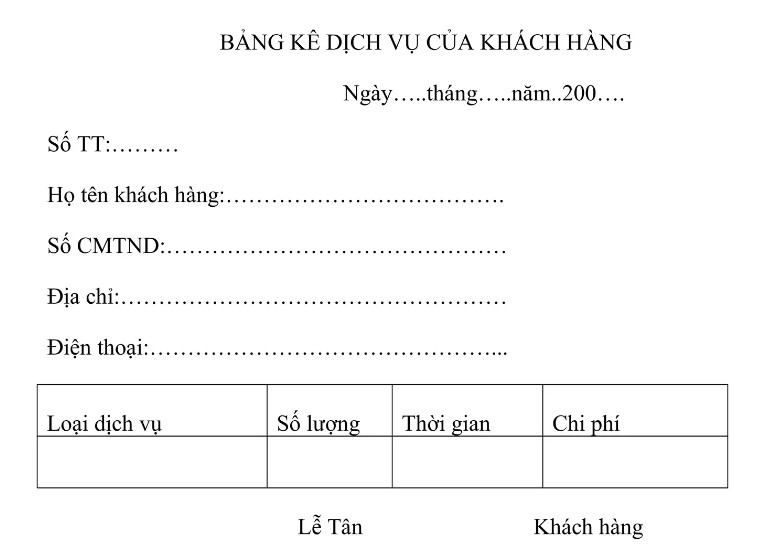 BẢNG KÊ DỊCH VỤ CỦA KHÁCH HÀNG
Ngày…..tháng…..năm..200….
Số TT:………
Họ tên khách hàng:……………………………….
Số CMTND:………………………………………
Địa chỉ:……………………………………………
Điện thoại:………………………………………...
Loại dịch vụ Số lượng Thời gian Chi phí
Lễ Tân Khách hàng